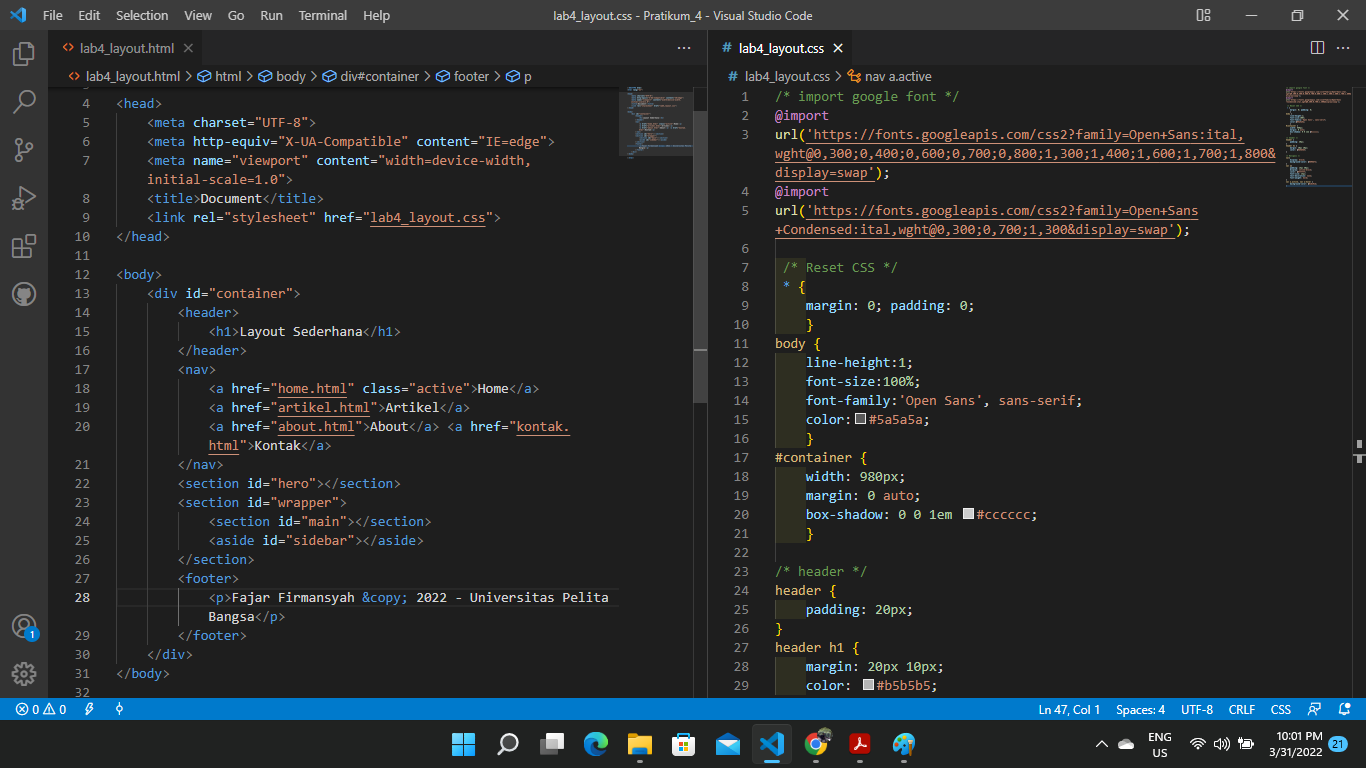 File Edit Selection View Go Run Terminal Help lab4_layout.css - Pratikum_4 - Visual Studio Code
lab4_layout.html
lab4_layout.html > html > body > div#container > footer > p
4 <head>
5 <meta charset="UTF-8">
6 <meta http-equiv="X-UA-Compatible" content="IE=edge">
7 <meta name="viewport" content="width=device-width,
initial-scale=1.0">
8 <title>Document</title>
9 <link rel="stylesheet" href="lab4_layout.css">
10 </head>
11
12 <body>
13 <div id="container">
14 <header>
15 <h1>Layout Sederhana</h1>
16 </header>
17 <nav>
18 <a href="home.html" class="active">Home</a>
19 <a href="artikel.html">Artikel</a>
20 <a href="about.html">About</a> <a href="kontak.
html">Kontak</a>
21 </nav>
22 <section id="hero"></section>
23 <section id="wrapper">
24 <section id="main"></section>
25 <aside id="sidebar"></aside>
26 </section>
27 <footer>
28 <p>Fajar Firmansyah &copy; 2022 - Universitas Pelita
Bangsa</p>
29 </footer>
30 </div>
31 </body>
32
# lab4_layout.css
# lab4_layout.css > nav a.active
1 /* import google font */
2 @import
3 url('https://fonts.googleapis.com/css2?family=Open+Sans:ital,
wght@0,300;0,400;0,600;0,700;0,800;1,300;1,400;1,600;1,700;1,800&
display=swap');
4 @import
5 url('https://fonts.googleapis.com/css2?family=Open+Sans
+Condensed:ital,wght@0,300;0,700;1,300&display=swap');
6
7 /* Reset CSS */
8 * {
9 margin: 0; padding: 0;
10 }
11 body {
12 line-height:1;
13 font-size:100%;
14 font-family:'Open Sans', sans-serif;
15 color:#5a5a5a;
16 }
17 #container {
18 width: 980px;
19 margin: 0 auto;
20 box-shadow: 0 0 1em #cccccc;
21 }
22
23 /* header */
24 header {
25 padding: 20px;
26 }
27 header h1 {
28 margin: 20px 10px;
29 color: #b5b5b5;
1
0 0 Ln 47, Col 1 Spaces: 4 UTF-8 CRLF CSS
ENG
US
10:01 PM
3/31/2022
21